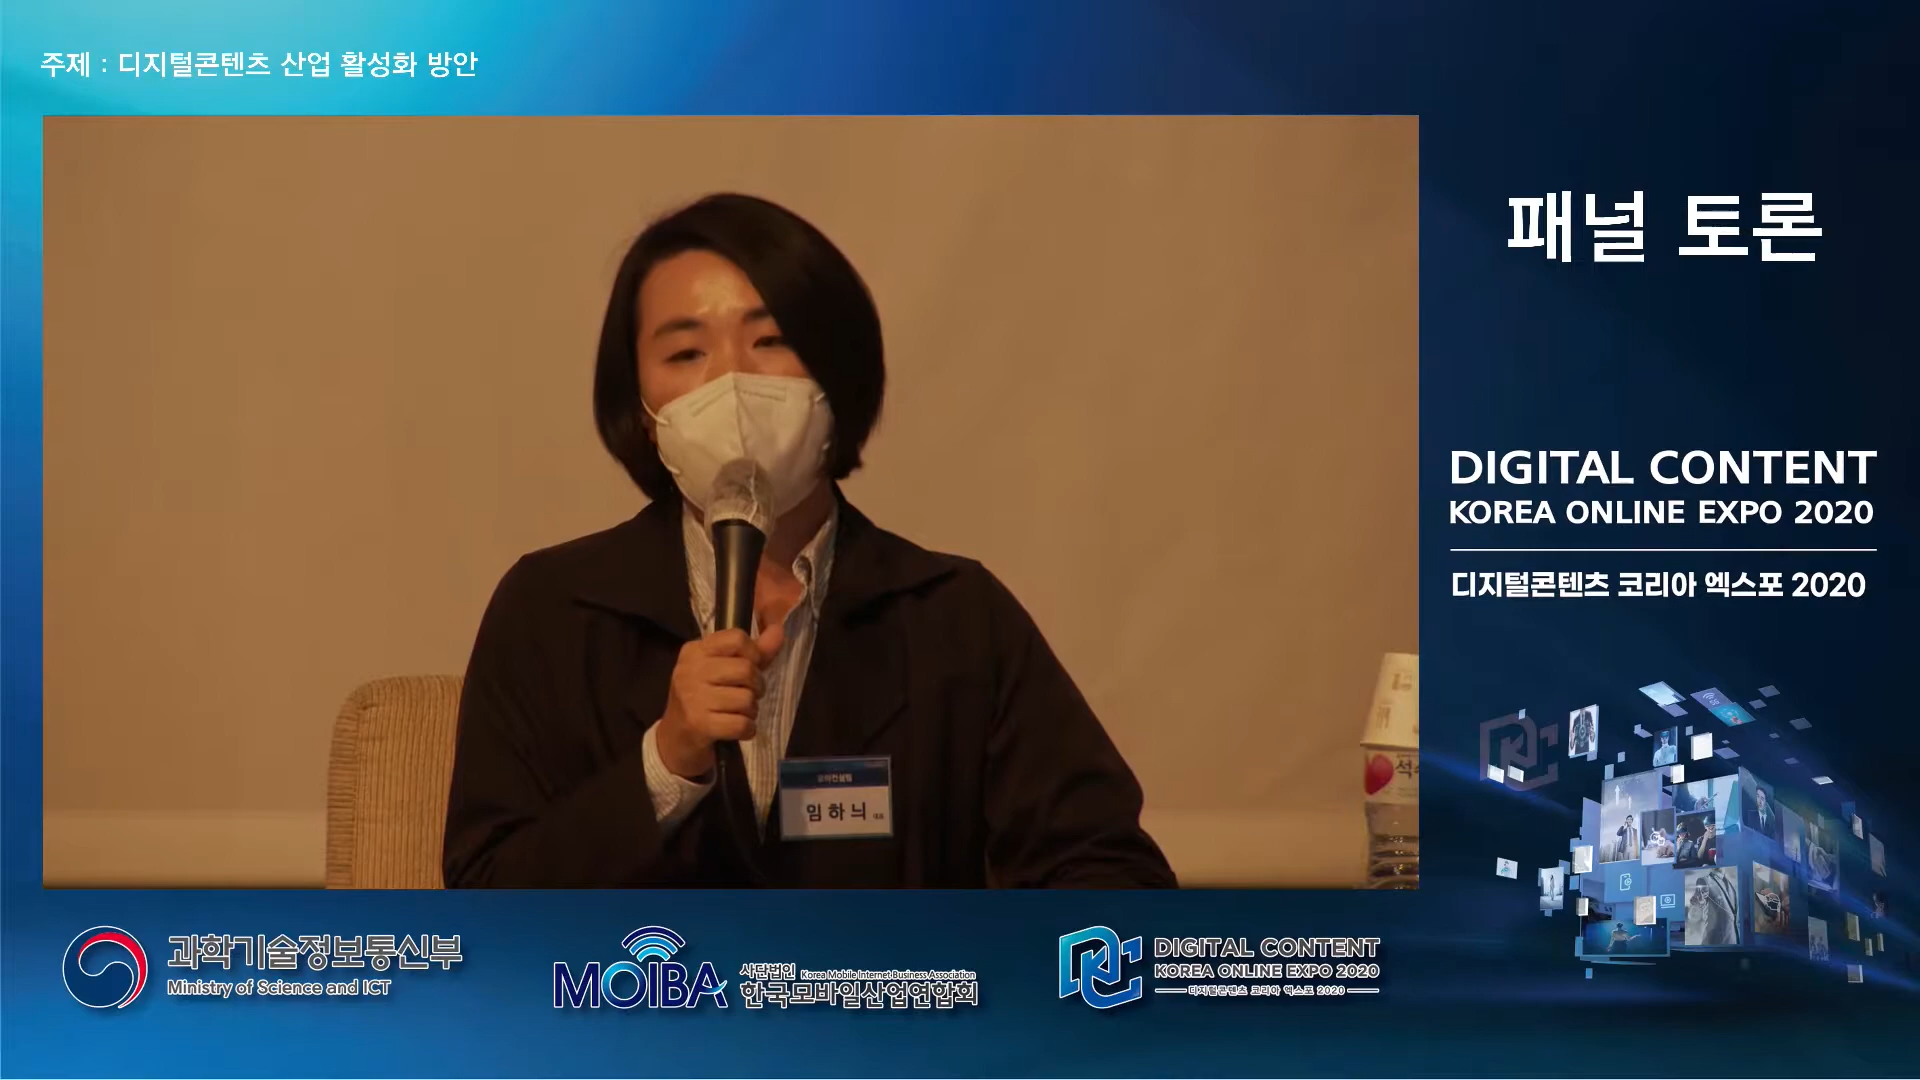 주제 : 디지털콘텐츠 산업 활성화 방안
패널 토론
DIGITAL CONTENT
KOREA ONLINE EXPO 2020
디지털콘텐츠 코리아 엑스포 2020
임하늬 대표
석수
과학기술정보통신부
Ministry of Science and ICT
MOIBA
사단법인 Korea Mobile Internet Business Association
한국모바일산업연합회
DIGITAL CONTENT
KOREA ONLINE EXPO 2020
디지털콘텐츠 코리아 엑스포 2020